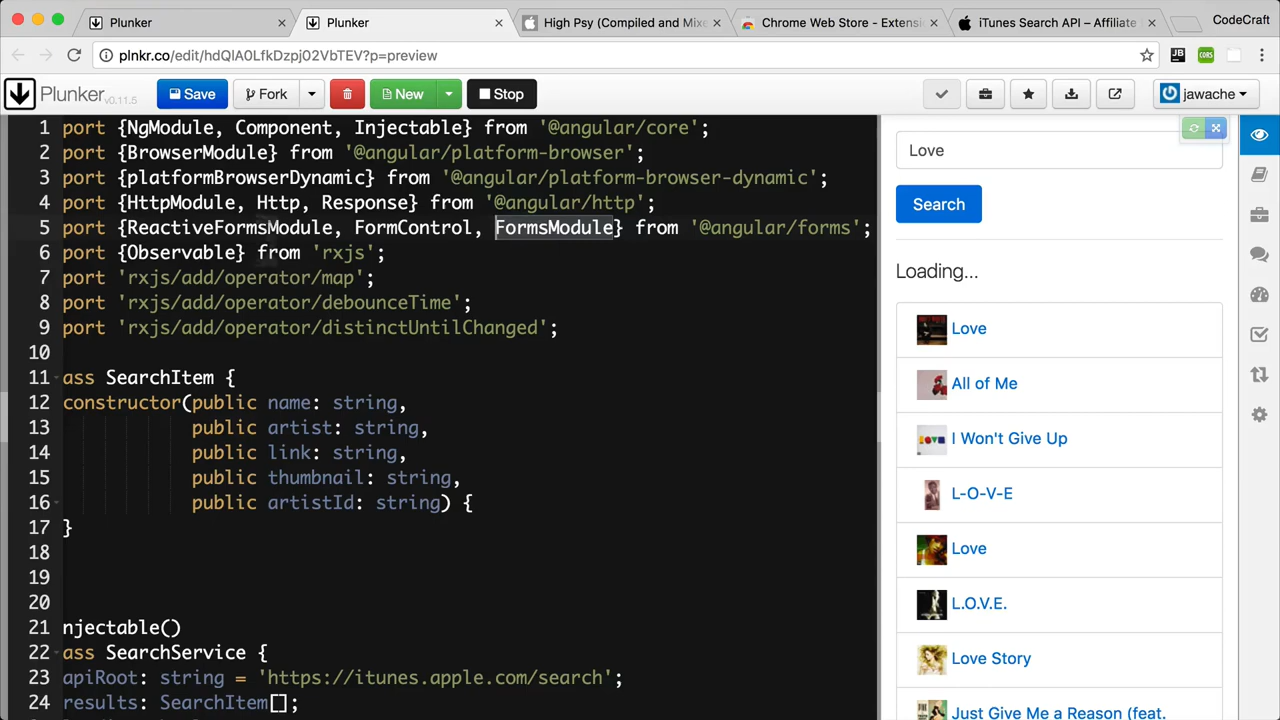 Plunker
Plunker
High Psy (Compiled and Mixe
Chrome Web Store - Extensi
iTunes Search API – Affiliate
CodeCraft
plnkr.co/edit/hdQlA0LfkDzpj02VbTEV?p=preview
JB
CORS
Plunker v0.11.5
Save
Fork
New
Stop
jawache
1 port {NgModule, Component, Injectable} from '@angular/core';
2 port {BrowserModule} from '@angular/platform-browser';
3 port {platformBrowserDynamic} from '@angular/platform-browser-dynamic';
4 port {HttpModule, Http, Response} from '@angular/http';
5 port {ReactiveFormsModule, FormControl, FormsModule} from '@angular/forms';
6 port {Observable} from 'rxjs';
7 port 'rxjs/add/operator/map';
8 port 'rxjs/add/operator/debounceTime';
9 port 'rxjs/add/operator/distinctUntilChanged';
10
11 ass SearchItem {
12 constructor(public name: string,
13 public artist: string,
14 public link: string,
15 public thumbnail: string,
16 public artistId: string) {
17 }
18
19
20
21 njectable()
22 ass SearchService {
23 apiRoot: string = 'https://itunes.apple.com/search';
24 results: SearchItem[];
Love
Search
Loading...
Love
All of Me
I Won't Give Up
L-O-V-E
Love
L.O.V.E.
Love Story
Just Give Me a Reason (feat.